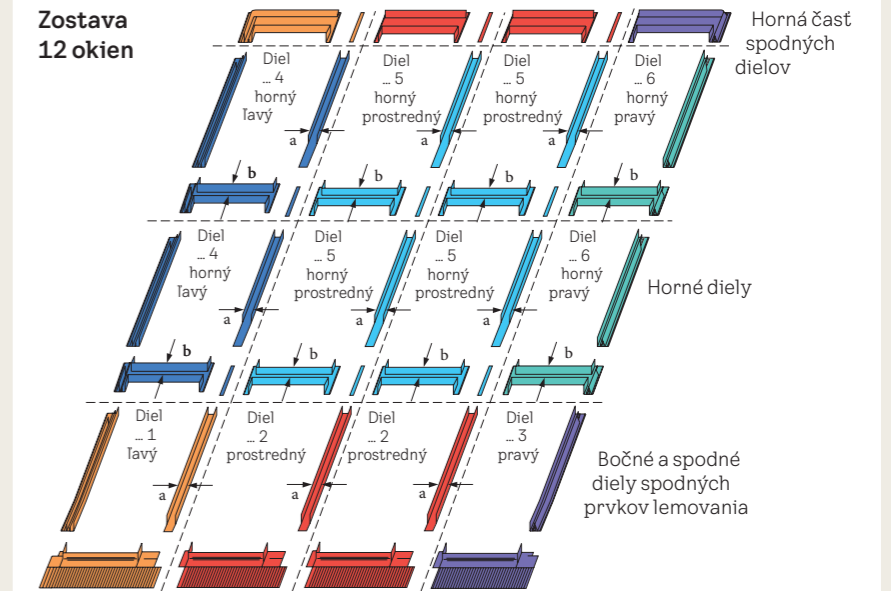 Zostava
12 okien
Horná časť
spodných
dielov
Diel
... 4
horný
ľavý
Diel
... 5
horný
prostredný
Diel
... 5
horný
prostredný
Diel
... 6
horný
pravý
a
a
a
b
b
b
b
Diel
... 4
horný
ľavý
Diel
... 5
horný
prostredný
Diel
... 5
horný
prostredný
Diel
... 6
horný
pravý
Horné diely
a
a
a
b
b
b
b
Diel
... 1
ľavý
Diel
... 2
prostredný
Diel
... 2
prostredný
Diel
... 3
pravý
Bočné a spodné
diely spodných
prvkov lemovania
a
a
a